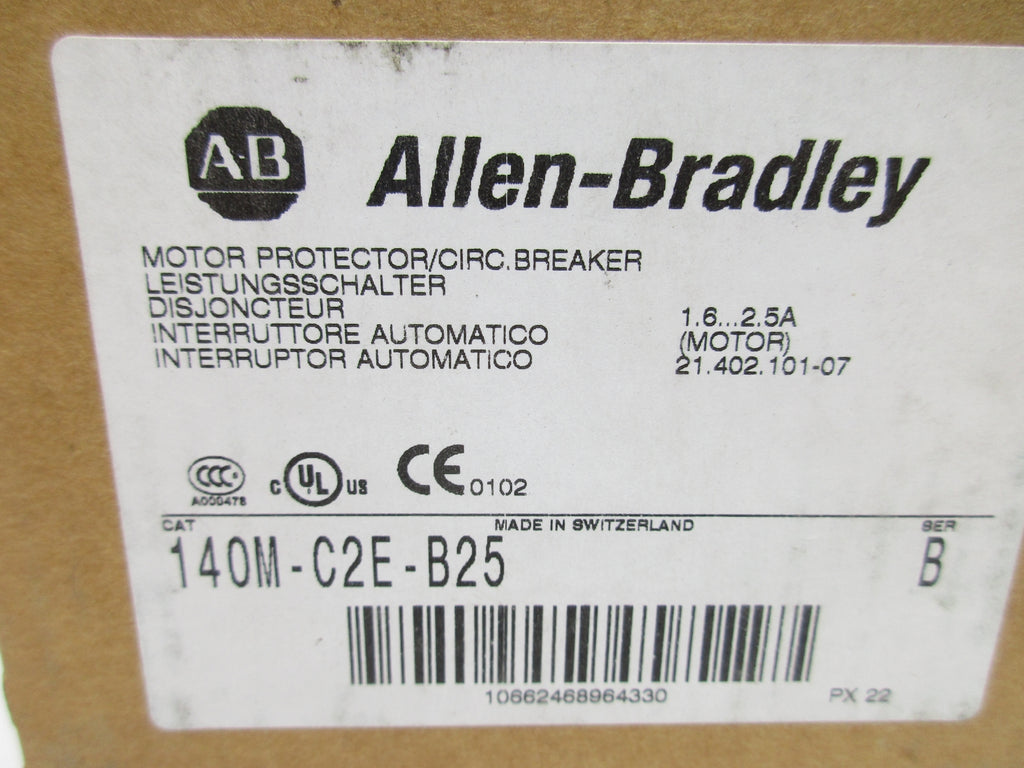 A-B
Allen-Bradley
MOTOR PROTECTOR/CIRC.BREAKER
LEISTUNGSSCHALTER
DISJONCTEUR
INTERRUTTORE AUTOMATICO
INTERRUPTOR AUTOMATICO
1.6...2.5A
(MOTOR)
21.402.101-07
CCC
A000478
C UL US CE 0102
CAT MADE IN SWITZERLAND SER
140M-C2E-B25 B
10662468964330 PX 22